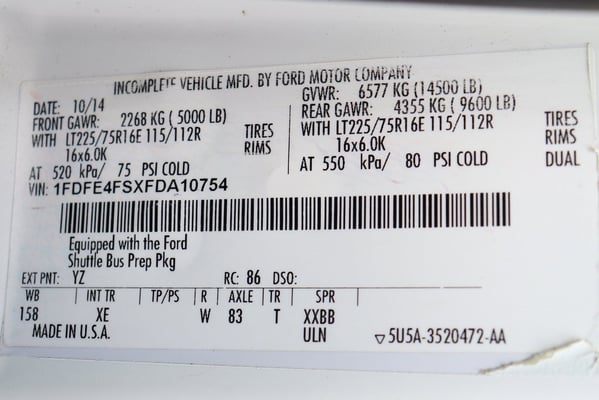 INCOMPLETE VEHICLE MFD. BY FORD MOTOR COMPANY
DATE: 10/14 GVWR: 6577 KG (14500 LB)
FRONT GAWR: 2268 KG ( 5000 LB) REAR GAWR: 4355 KG ( 9600 LB)
WITH LT225/75R16E 115/112R TIRES WITH LT225/75R16E 115/112R TIRES
16x6.0K RIMS 16x6.0K RIMS
AT 520 kPa/ 75 PSI COLD AT 550 kPa/ 80 PSI COLD DUAL
VIN: 1FDFE4FSXFDA10754
Equipped with the Ford
Shuttle Bus Prep Pkg
EXT PNT: YZ RC: 86 DSO:
WB | INT TR | TP/PS | R | AXLE | TR | SPR
158 XE W 83 T XXBB
MADE IN U.S.A. ULN ▽5U5A-3520472-AA